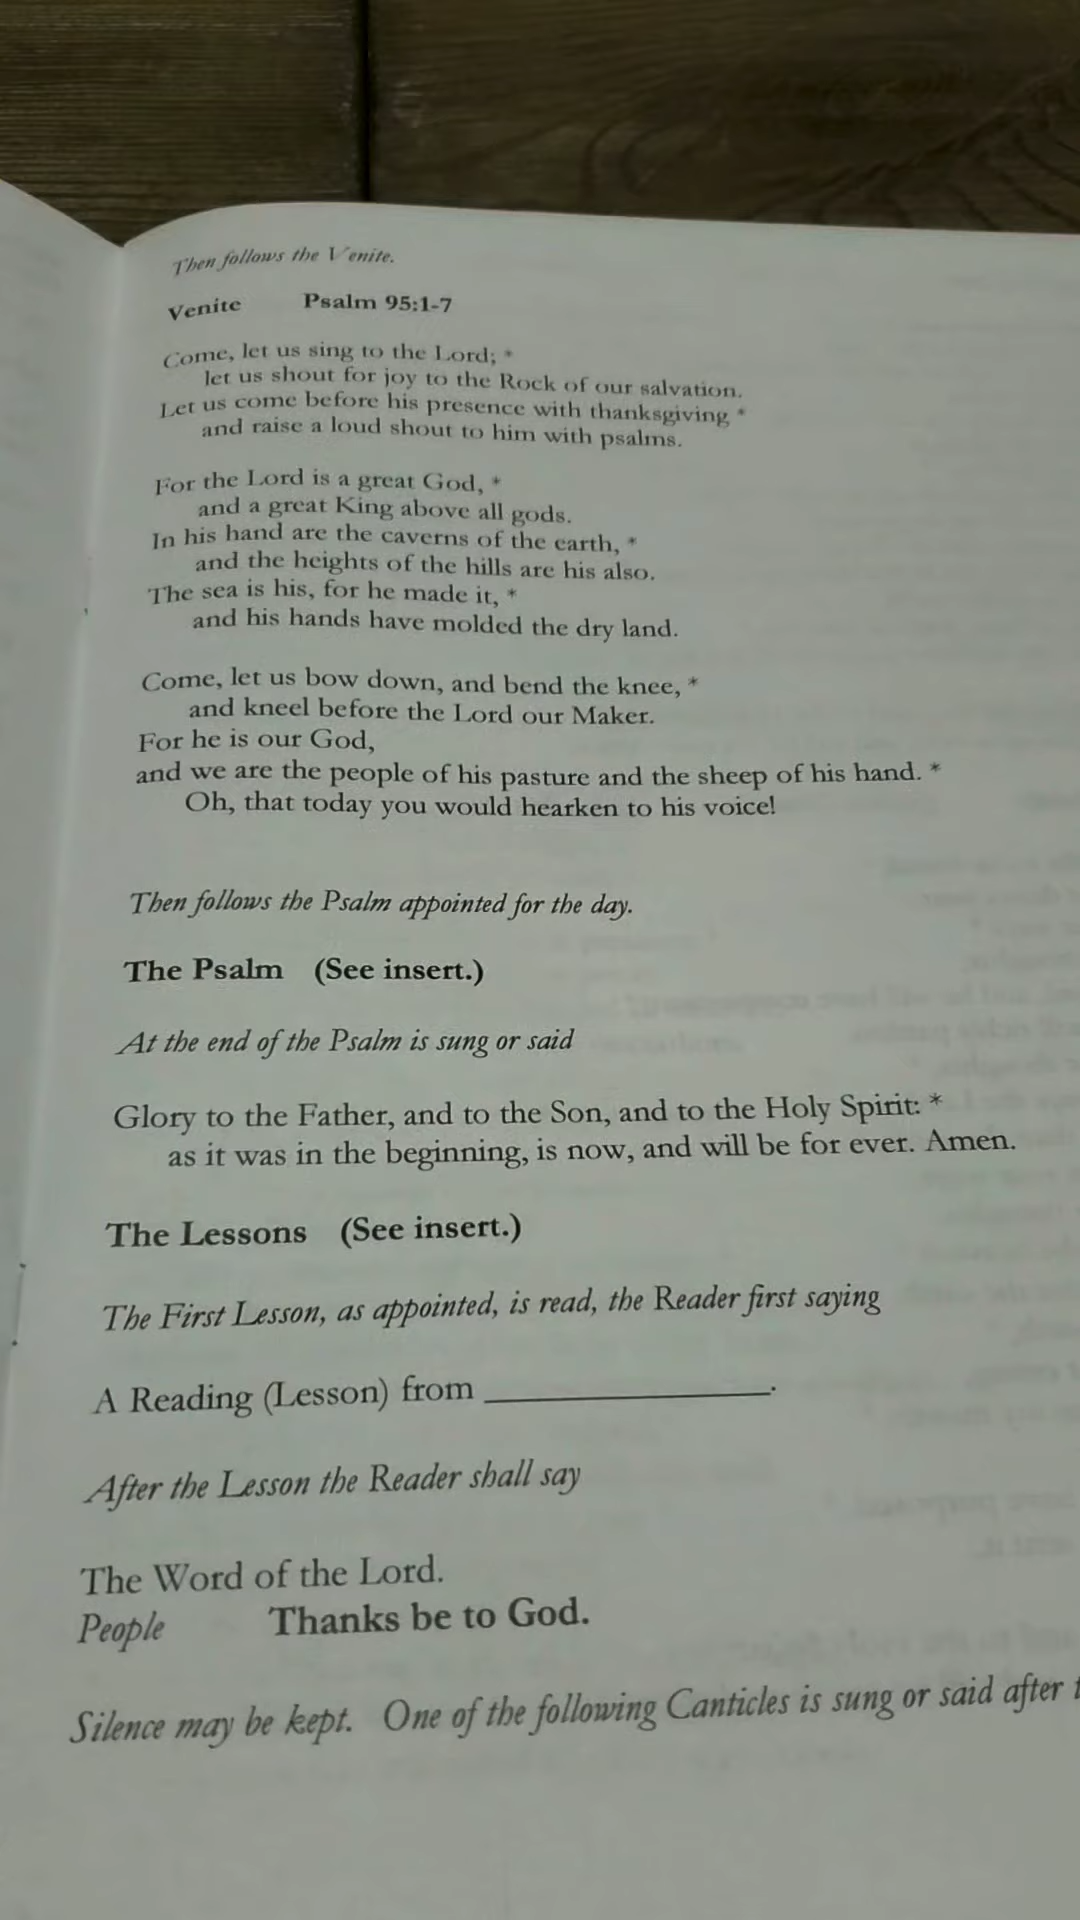 Then follows the Venite.
Venite Psalm 95:1-7
Come, let us sing to the Lord; *
let us shout for joy to the Rock of our salvation.
Let us come before his presence with thanksgiving *
and raise a loud shout to him with psalms.
For the Lord is a great God, *
and a great King above all gods.
In his hand are the caverns of the earth, *
and the heights of the hills are his also.
The sea is his, for he made it, *
and his hands have molded the dry land.
Come, let us bow down, and bend the knee, *
and kneel before the Lord our Maker.
For he is our God,
and we are the people of his pasture and the sheep of his hand. *
Oh, that today you would hearken to his voice!
Then follows the Psalm appointed for the day.
The Psalm (See insert.)
At the end of the Psalm is sung or said
Glory to the Father, and to the Son, and to the Holy Spirit: *
as it was in the beginning, is now, and will be for ever. Amen.
The Lessons (See insert.)
The First Lesson, as appointed, is read, the Reader first saying
A Reading (Lesson) from ____________.
After the Lesson the Reader shall say
The Word of the Lord.
People Thanks be to God.
Silence may be kept. One of the following Canticles is sung or said after